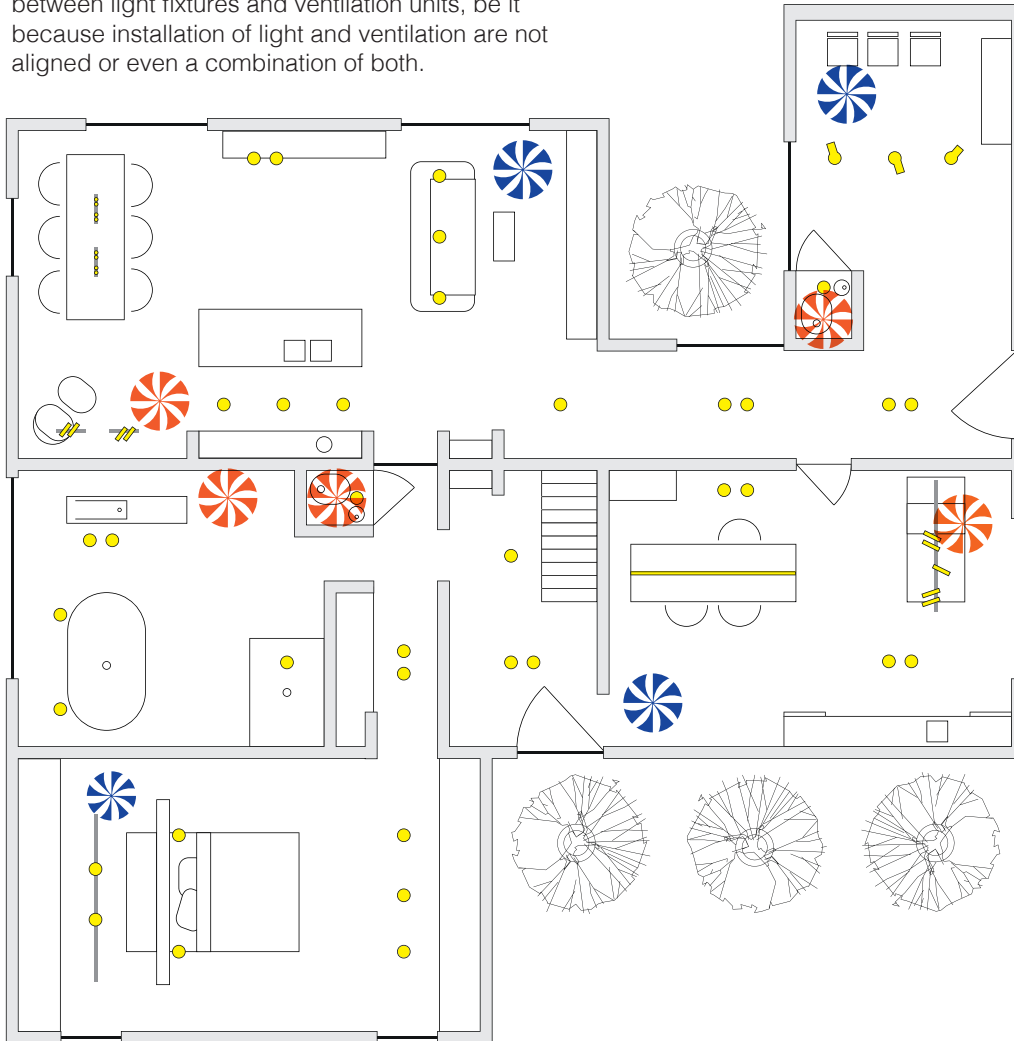 between light fixtures and ventilation units, be it
because installation of light and ventilation are not
aligned or even a combination of both.